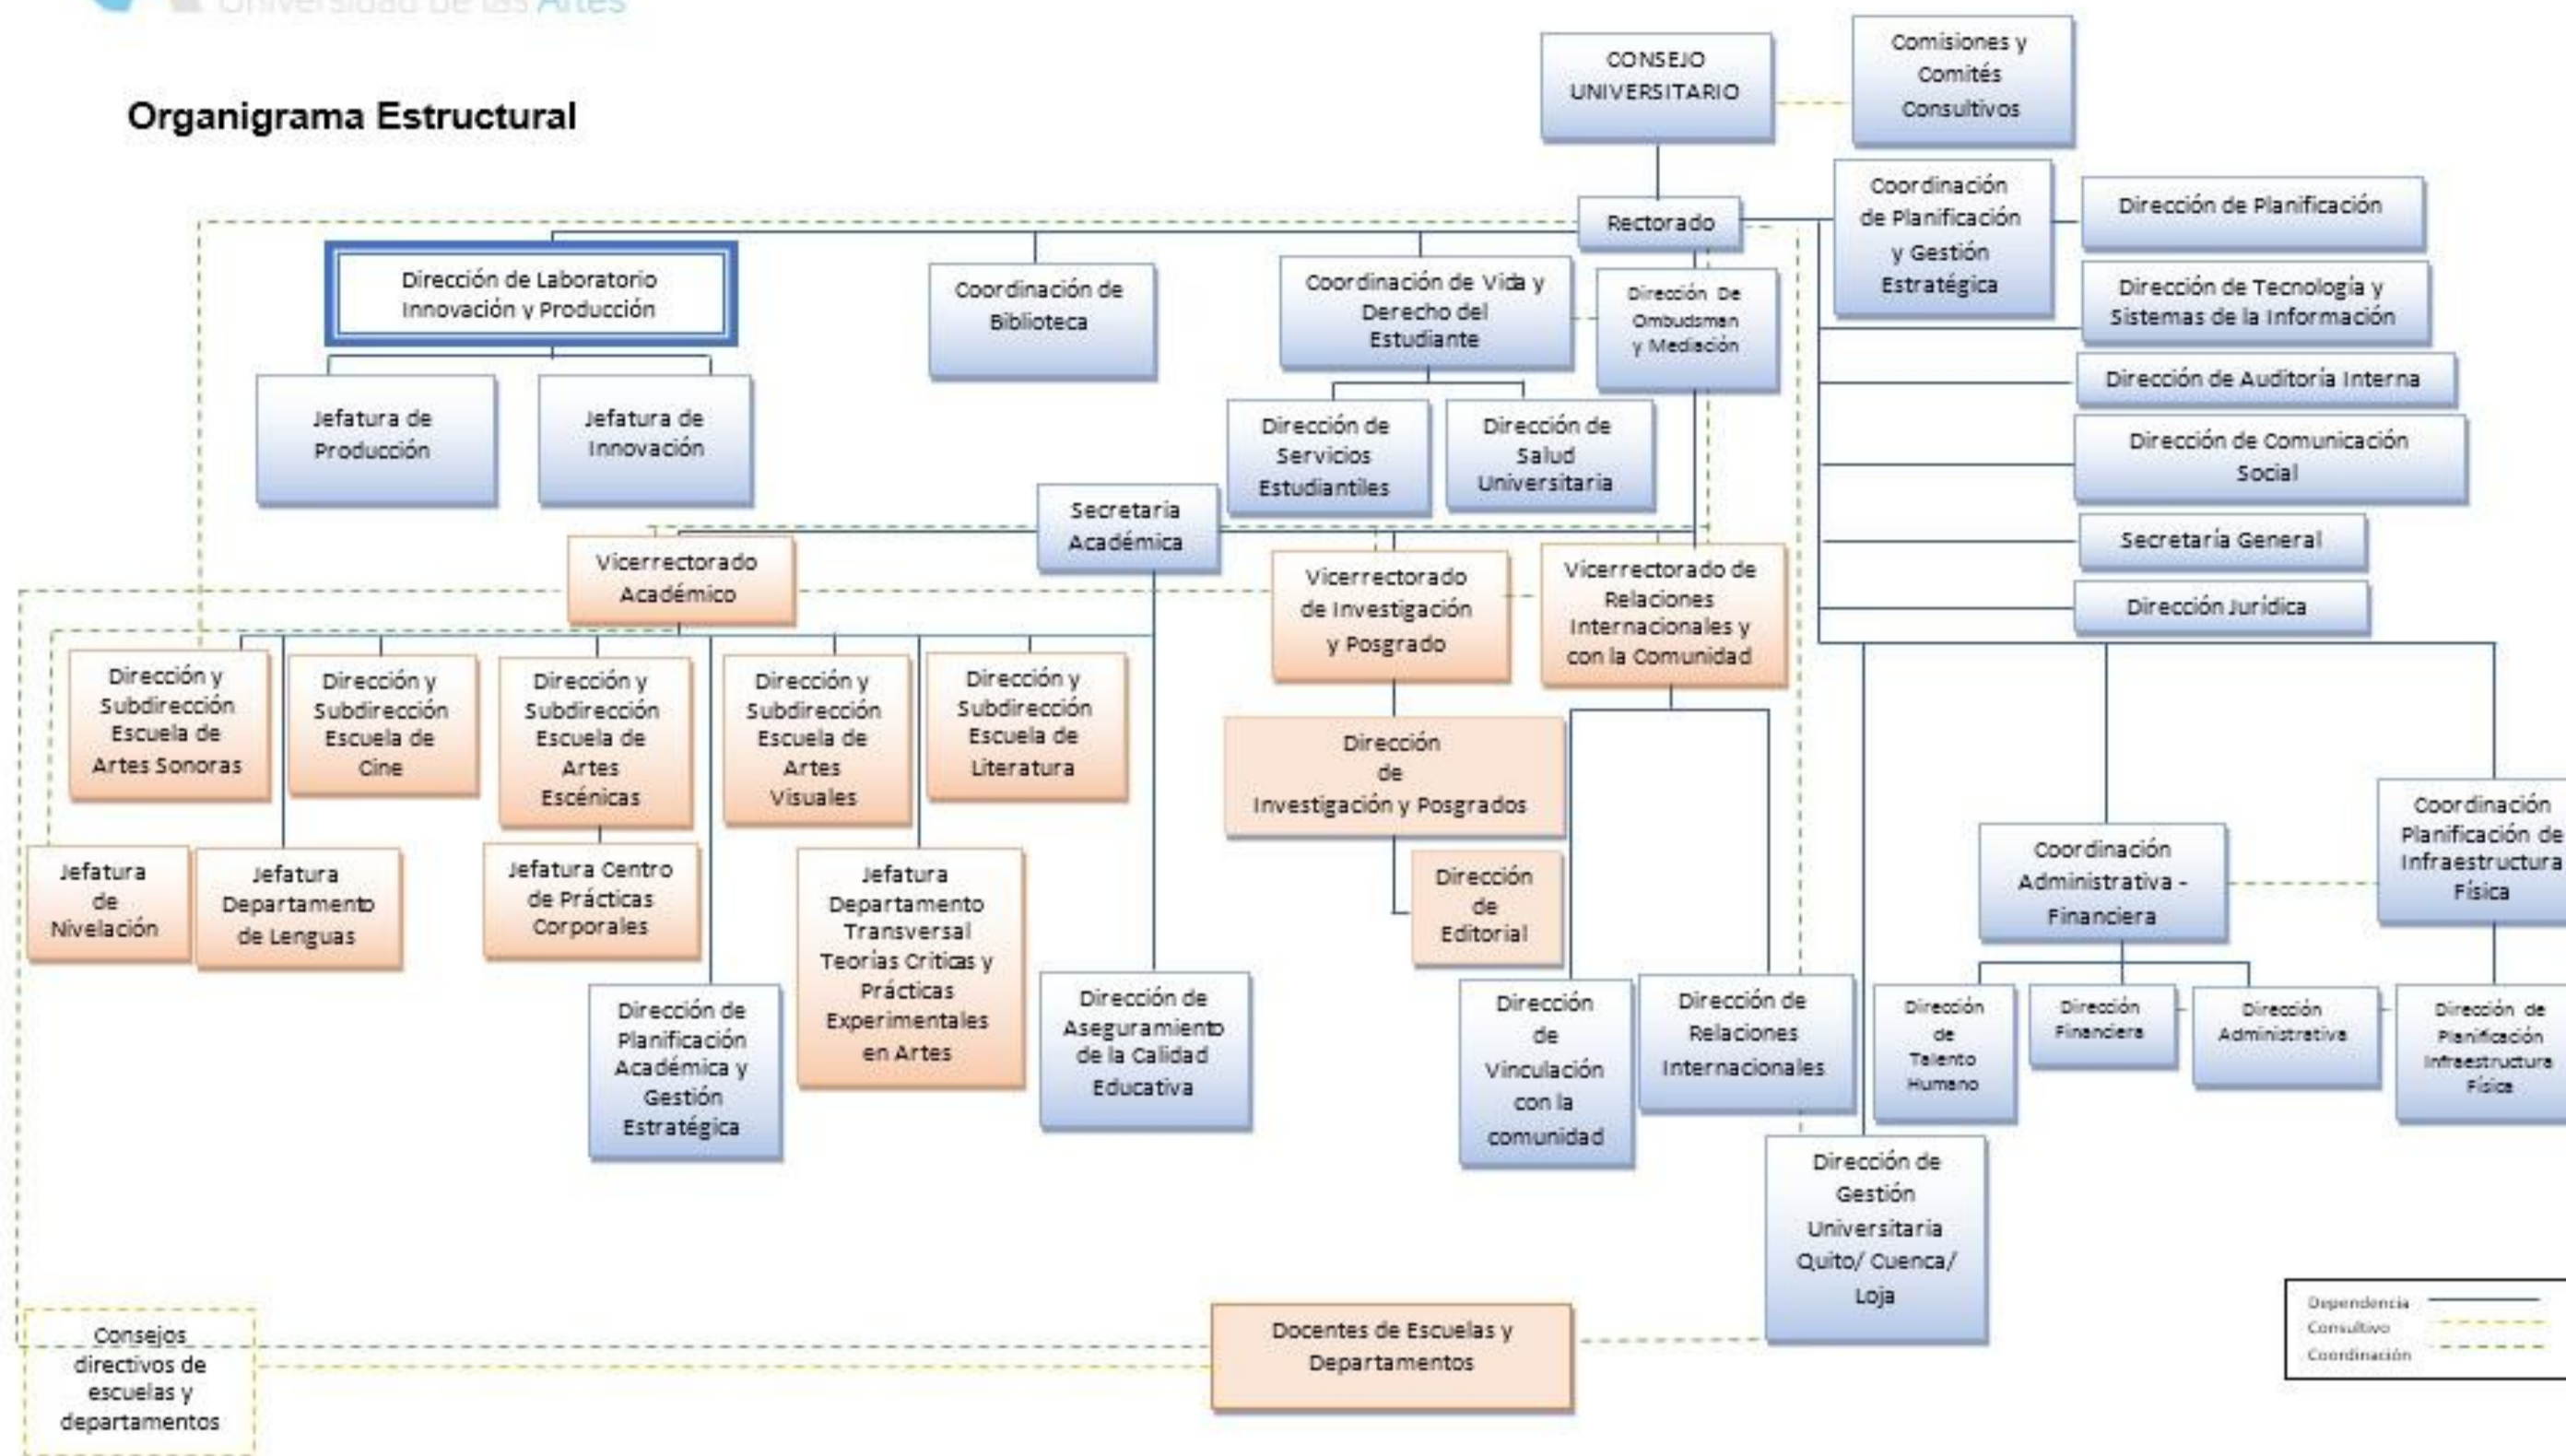 Universidad de las Artes
Organigrama Estructural
CONSEJO
UNIVERSITARIO
Comisiones y
Comités
Consultivos
Rectorado
Coordinación
de Planificación
y Gestión
Estratégica
Dirección de Planificación
Dirección de Tecnología y
Sistemas de la Información
Dirección de Auditoría Interna
Dirección de Comunicación
Social
Secretaría General
Dirección Jurídica
Dirección de Laboratorio
Innovación y Producción
Coordinación de
Biblioteca
Coordinación de Vida y
Derecho del
Estudiante
Dirección De
Ombudsman
y Mediación
Jefatura de
Producción
Jefatura de
Innovación
Dirección de
Servicios
Estudiantiles
Dirección de
Salud
Universitaria
Secretaria
Académica
Vicerrectorado
Académico
Vicerrectorado
de Investigación
y Posgrado
Vicerrectorado de
Relaciones
Internacionales y
con la Comunidad
Dirección y
Subdirección
Escuela de
Artes Sonoras
Dirección y
Subdirección
Escuela de
Cine
Dirección y
Subdirección
Escuela de
Artes
Escénicas
Dirección y
Subdirección
Escuela de
Artes
Visuales
Dirección y
Subdirección
Escuela de
Literatura
Dirección
de
Investigación y Posgrados
Dirección
de
Editorial
Jefatura
de
Nivelación
Jefatura
Departamento
de Lenguas
Jefatura Centro
de Prácticas
Corporales
Jefatura
Departamento
Transversal
Teorías Criticas y
Prácticas
Experimentales
en Artes
Dirección de
Planificación
Académica y
Gestión
Estratégica
Dirección de
Aseguramiento
de la Calidad
Educativa
Dirección
de
Vinculación
con la
comunidad
Dirección de
Relaciones
Internacionales
Coordinación
Administrativa -
Financiera
Coordinación
Planificación de
Infraestructura
Física
Dirección
de
Talento
Humano
Dirección
Financiera
Dirección
Administrativa
Dirección de
Planificación
Infraestructura
Física
Dirección de
Gestión
Universitaria
Quito/ Cuenca/
Loja
Consejos
directivos de
escuelas y
departamentos
Docentes de Escuelas y
Departamentos
Dependencia
Consultivo
Coordinación